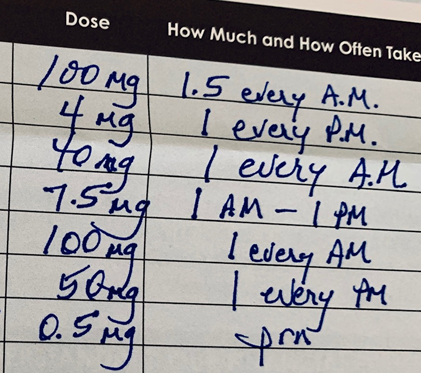 Dose How Much and How Often Take
100 mg 1.5 every A.M.
4 mg 1 every P.M.
40 mg 1 every A.M.
7.5 mg 1 AM – 1 PM
100 mg 1 every AM
50 mg 1 every PM
0.5 mg prn